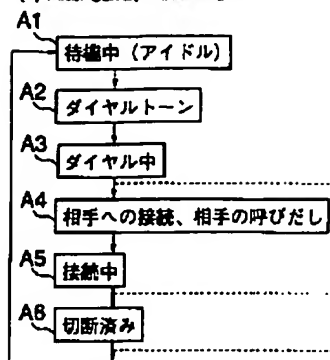 A1
待機中（アイドル）
A2
ダイヤルトーン
A3
ダイヤル中
A4
相手への接続、相手の呼びだし
A5
接続中
A6
切断済み